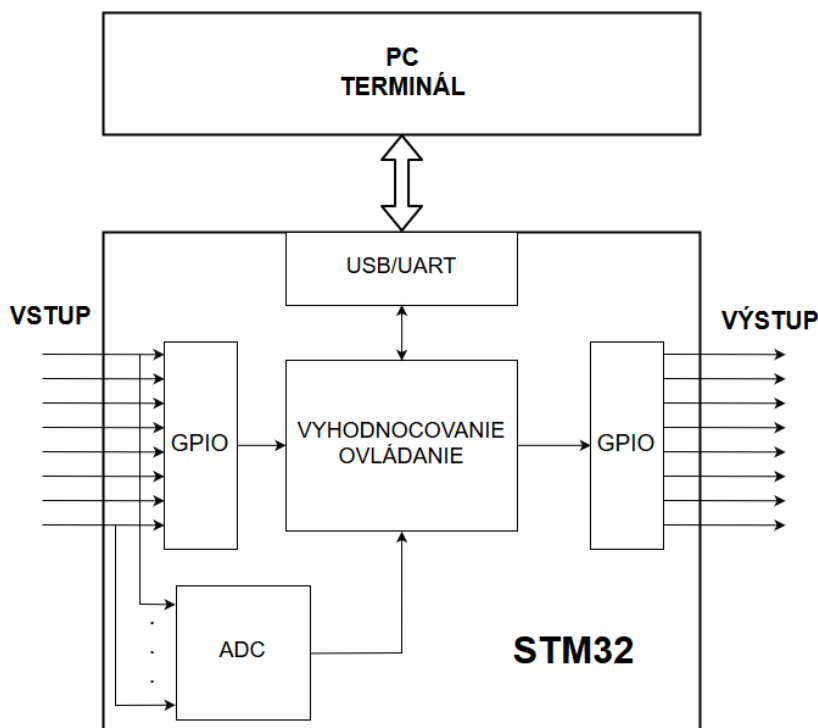 PC
TERMINÁL
USB/UART
VSTUP
VÝSTUP
GPIO
VYHODNOCOVANIE
OVLÁDANIE
GPIO
ADC
STM32